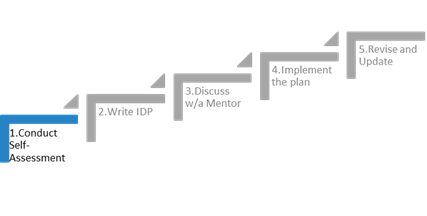 1.Conduct
Self-
Assessment
2.Write IDP
3.Discuss
w/a Mentor
4.Implement
the plan
5.Revise and
Update